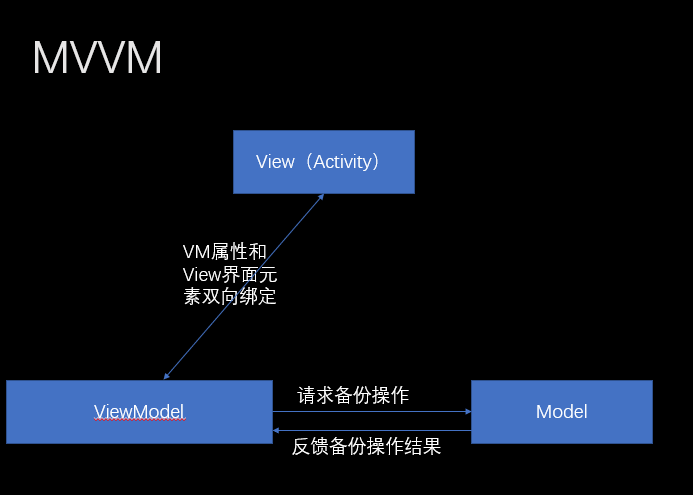 MVVM
View（Activity）
VM属性和
View界面元
素双向绑定
请求备份操作
ViewModel
Model
反馈备份操作结果